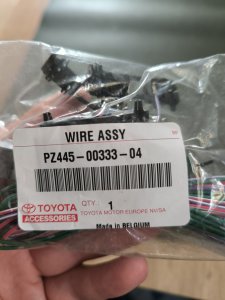 WIRE ASSY
PZ445-00333-04
TOYOTA
ACCESSORIES
QTY. 1
TOYOTA MOTOR EUROPE NV/SA
Made in BELGIUM